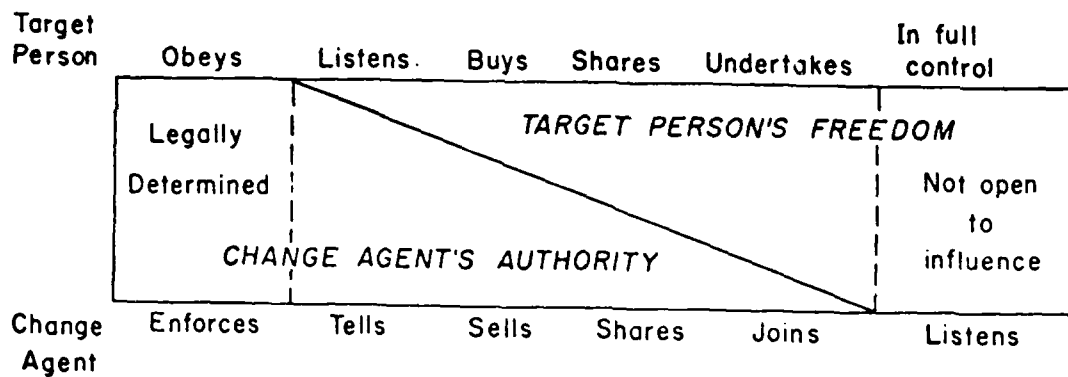 Target
Person
Obeys
Listens.
Buys
Shares
Undertakes
In full
control
Legally
Determined
TARGET PERSON'S FREEDOM
CHANGE AGENT'S AUTHORITY
Not open
to
influence
Change
Agent
Enforces
Tells
Sells
Shares
Joins
Listens